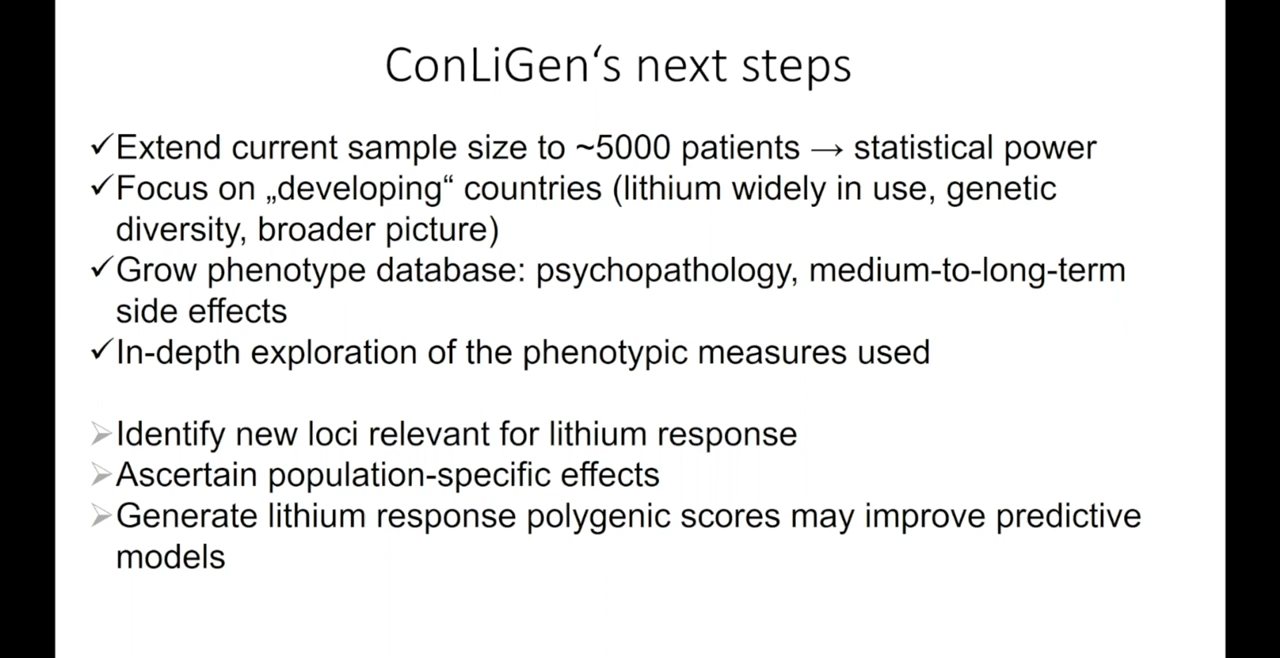 ConLiGen‘s next steps
✓Extend current sample size to ~5000 patients → statistical power
✓Focus on „developing“ countries (lithium widely in use, genetic
diversity, broader picture)
✓Grow phenotype database: psychopathology, medium-to-long-term
side effects
✓In-depth exploration of the phenotypic measures used
➢Identify new loci relevant for lithium response
➢Ascertain population-specific effects
➢Generate lithium response polygenic scores may improve predictive
models